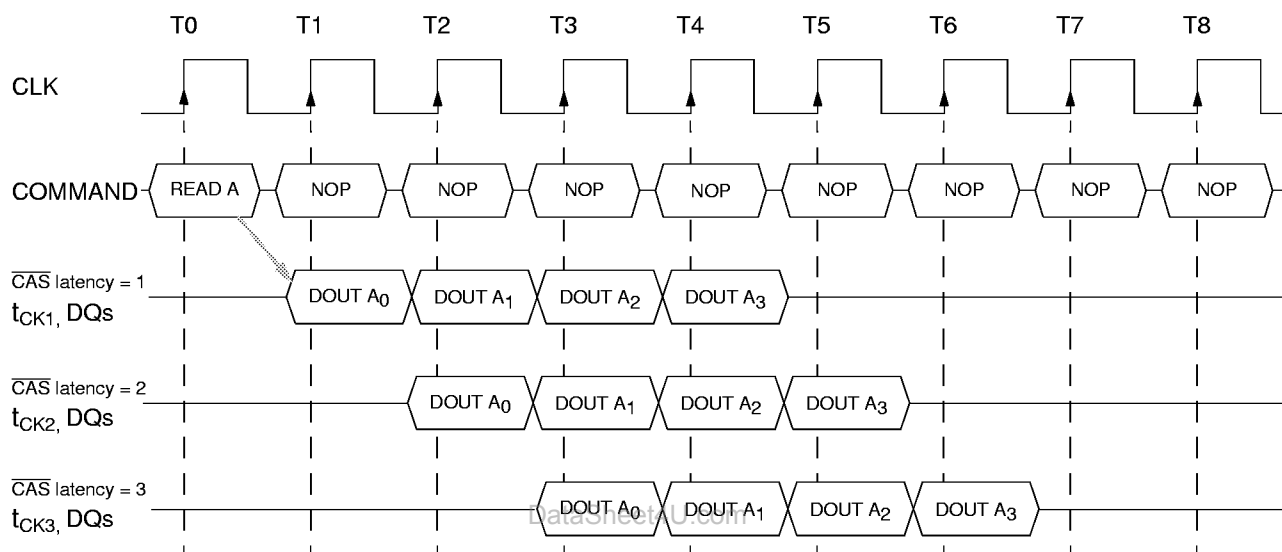 T0 T1 T2 T3 T4 T5 T6 T7 T8
CLK
COMMAND READ A NOP NOP NOP NOP NOP NOP NOP NOP
CAS latency = 1
tCK1, DQs DOUT A0 DOUT A1 DOUT A2 DOUT A3
CAS latency = 2
tCK2, DQs DOUT A0 DOUT A1 DOUT A2 DOUT A3
CAS latency = 3
tCK3, DQs DOUT A0 DOUT A1 DOUT A2 DOUT A3
DataSheet4U.com